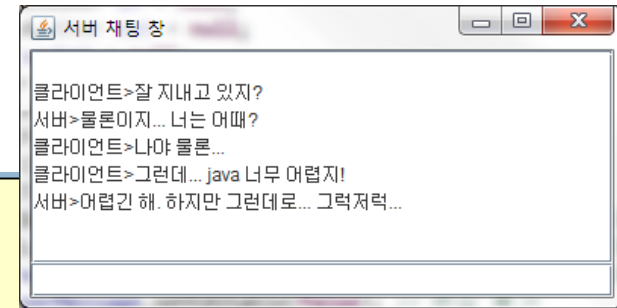 서버 채팅 창
클라이언트>잘 지내고 있지?
서버>물론이지... 너는 어때?
클라이언트>나야 물론...
클라이언트>그런데... java 너무 어렵지!
서버>어렵긴 해. 하지만 그런데로... 그럭저럭...